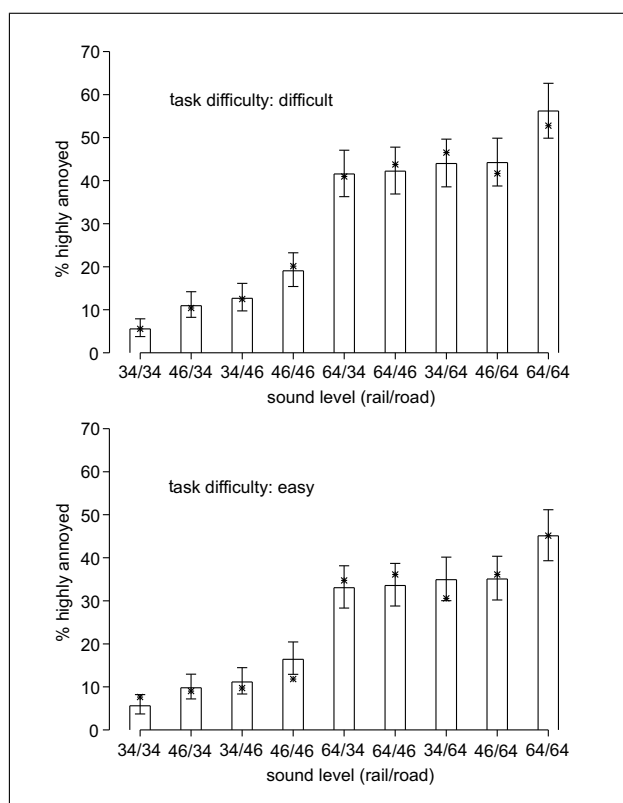 70
60
50
40
30
20
10
0
% highly annoyed
task difficulty: difficult
34/34 46/34 34/46 46/46 64/34 64/46 34/64 46/64 64/64
sound level (rail/road)
70
60
50
40
30
20
10
0
% highly annoyed
task difficulty: easy
34/34 46/34 34/46 46/46 64/34 64/46 34/64 46/64 64/64
sound level (rail/road)